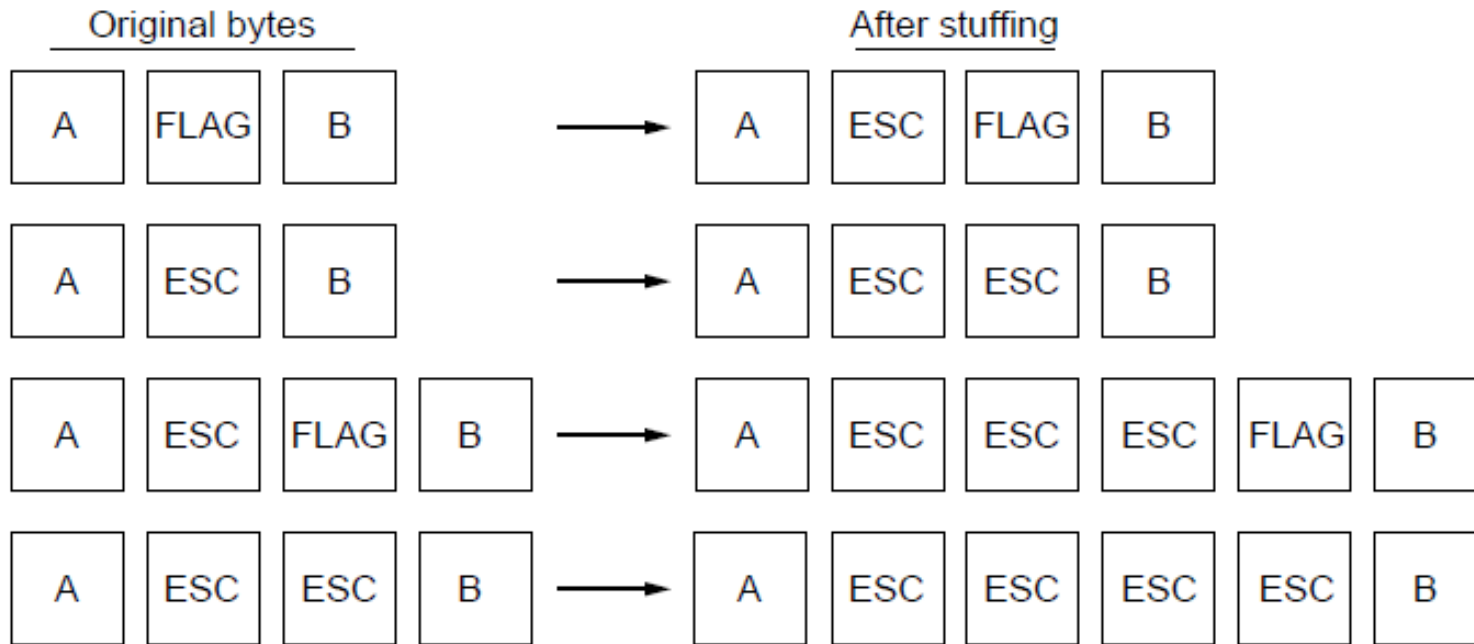 Original bytes After stuffing
A FLAG B A ESC FLAG B
A ESC B A ESC ESC B
A ESC FLAG B A ESC ESC ESC FLAG B
A ESC ESC B A ESC ESC ESC ESC B